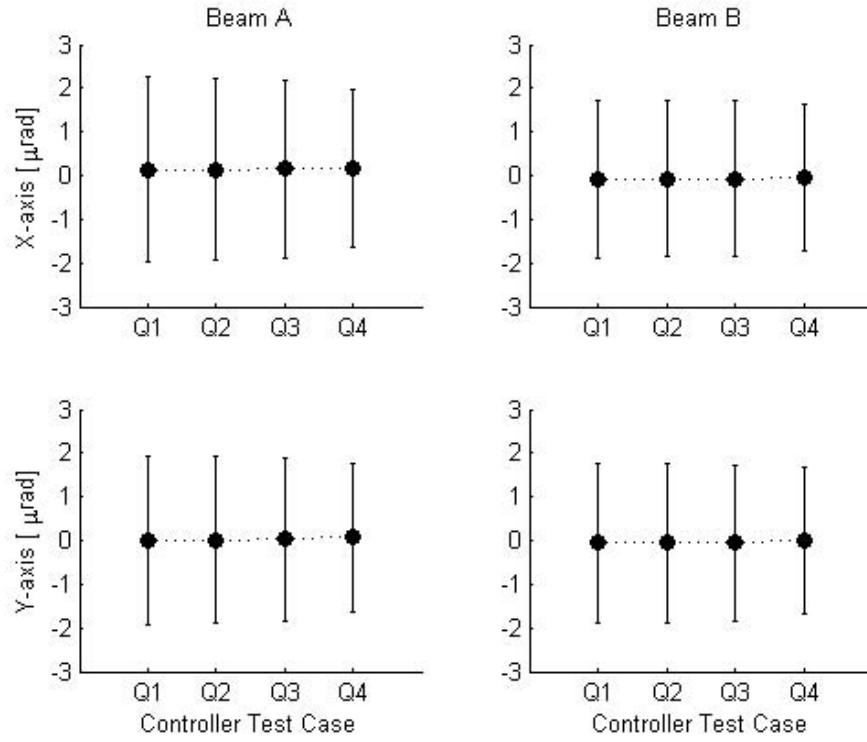 Beam A
3
2
1
0
-1
-2
-3
X-axis [ μrad]
Q1 Q2 Q3 Q4
Beam B
3
2
1
0
-1
-2
-3
Q1 Q2 Q3 Q4
3
2
1
0
-1
-2
-3
Y-axis [ μrad]
Q1 Q2 Q3 Q4
Controller Test Case
3
2
1
0
-1
-2
-3
Q1 Q2 Q3 Q4
Controller Test Case